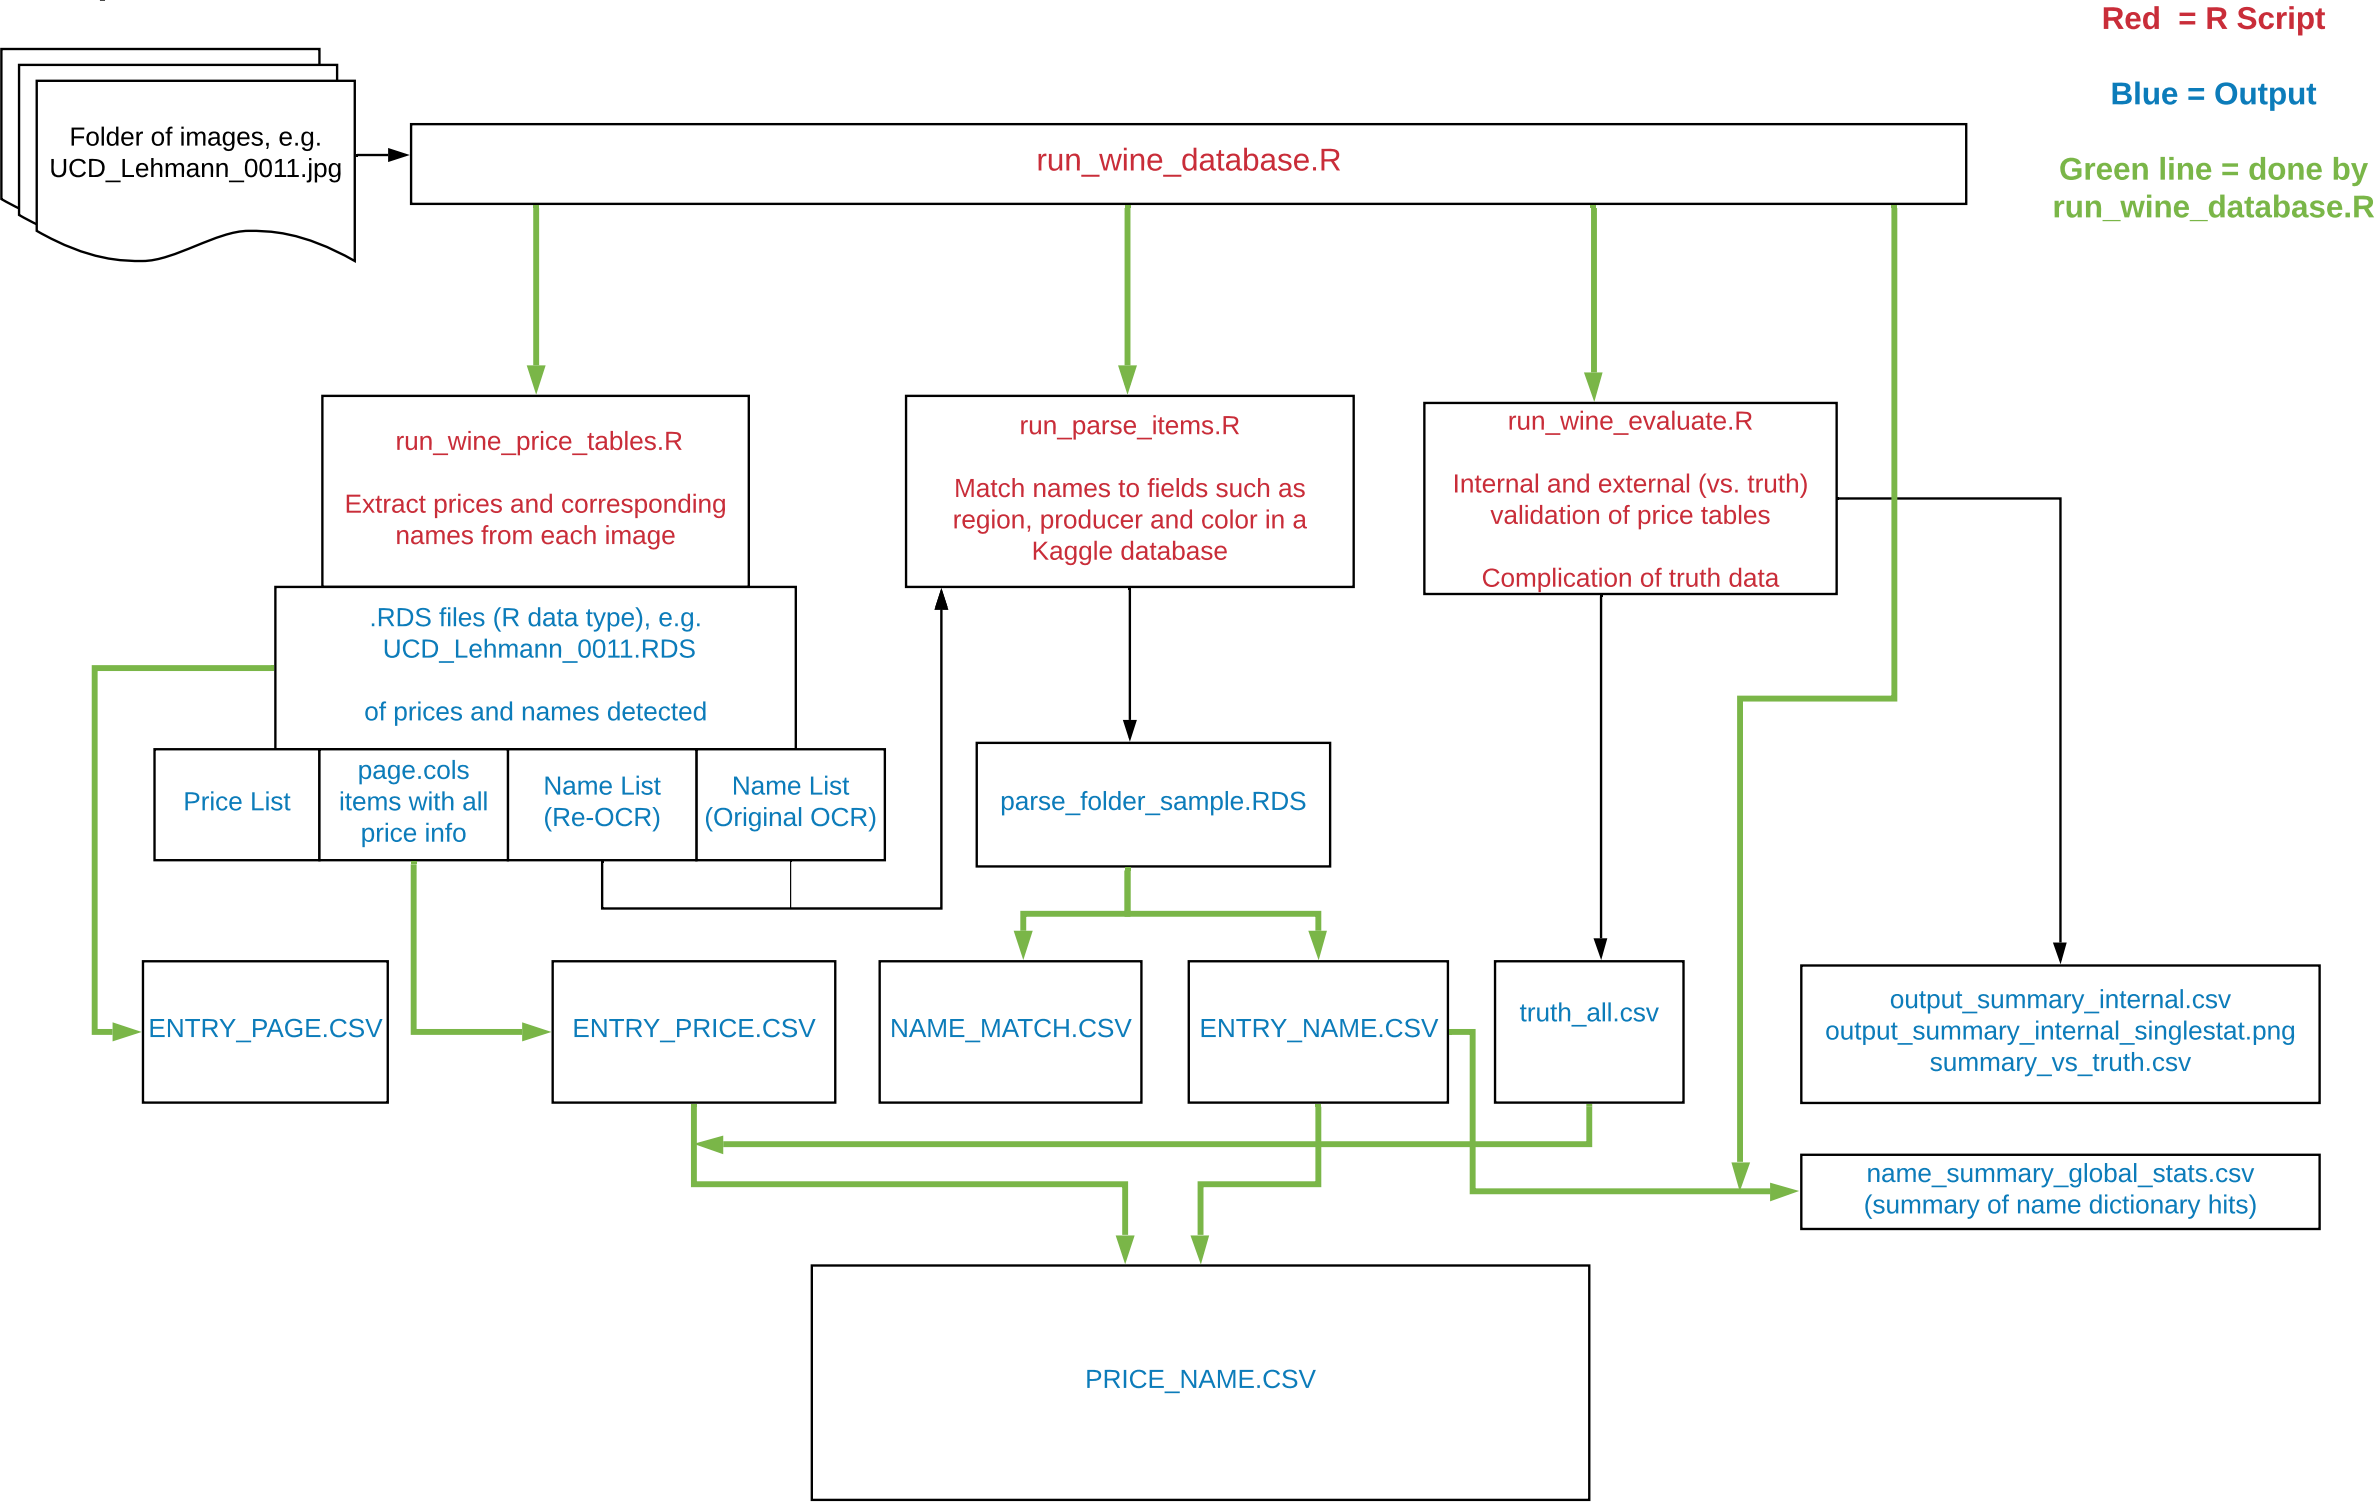 Red  = R Script
Blue = Output
Green line = done by
run_wine_database.R
Folder of images, e.g.
UCD_Lehmann_0011.jpg
run_wine_database.R
run_wine_price_tables.R
Extract prices and corresponding
names from each image
run_parse_items.R
Match names to fields such as
region, producer and color in a
Kaggle database
run_wine_evaluate.R
Internal and external (vs. truth)
validation of price tables
Complication of truth data
.RDS files (R data type), e.g.
UCD_Lehmann_0011.RDS
of prices and names detected
Price List
page.cols
items with all
price info
Name List
(Re-OCR)
Name List
(Original OCR)
parse_folder_sample.RDS
ENTRY_PAGE.CSV
ENTRY_PRICE.CSV
NAME_MATCH.CSV
ENTRY_NAME.CSV
truth_all.csv
output_summary_internal.csv
output_summary_internal_singlestat.png
summary_vs_truth.csv
name_summary_global_stats.csv
(summary of name dictionary hits)
PRICE_NAME.CSV